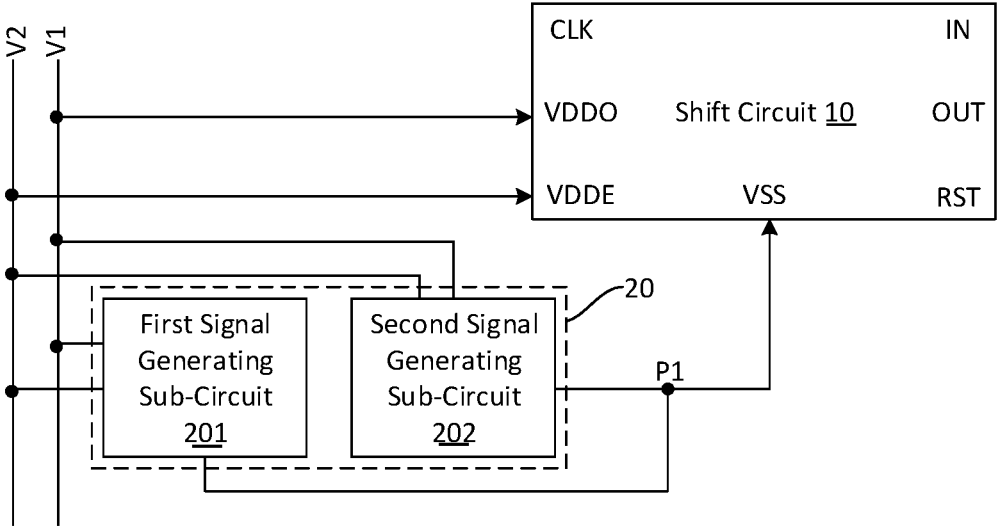 V2
V1
CLK
IN
VDDO
Shift Circuit 10
OUT
VDDE
VSS
RST
20
First Signal
Generating
Sub-Circuit
201
Second Signal
Generating
Sub-Circuit
202
P1